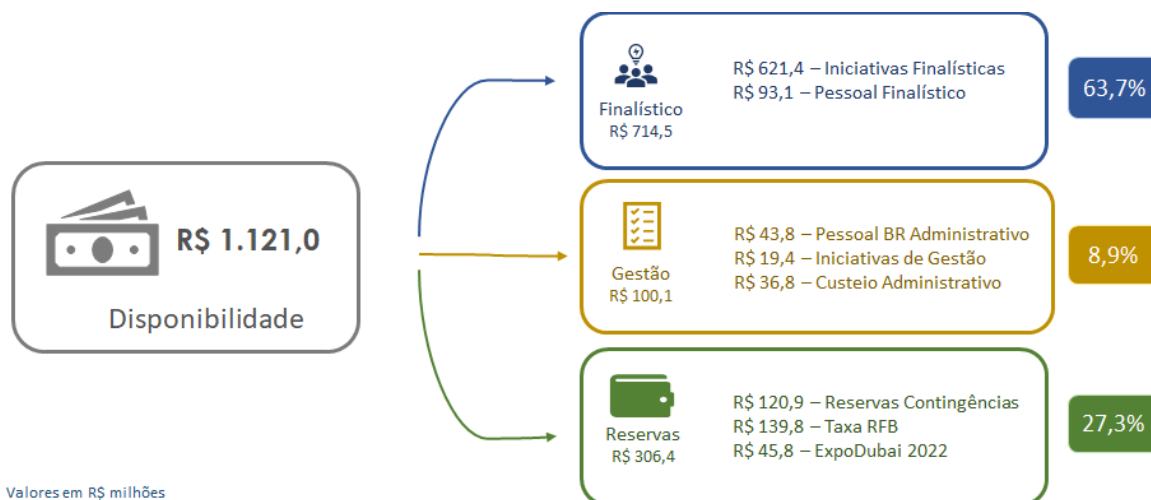 R$ 1.121,0
Disponibilidade
Finalístico
R$ 714,5
R$ 621,4 – Iniciativas Finalísticas
R$ 93,1 – Pessoal Finalístico
63,7%
Gestão
R$ 100,1
R$ 43,8 – Pessoal BR Administrativo
R$ 19,4 – Iniciativas de Gestão
R$ 36,8 – Custeio Administrativo
8,9%
Reservas
R$ 306,4
R$ 120,9 – Reservas Contingências
R$ 139,8 – Taxa RFB
R$ 45,8 – ExpoDubai 2022
27,3%
Valores em R$ milhões